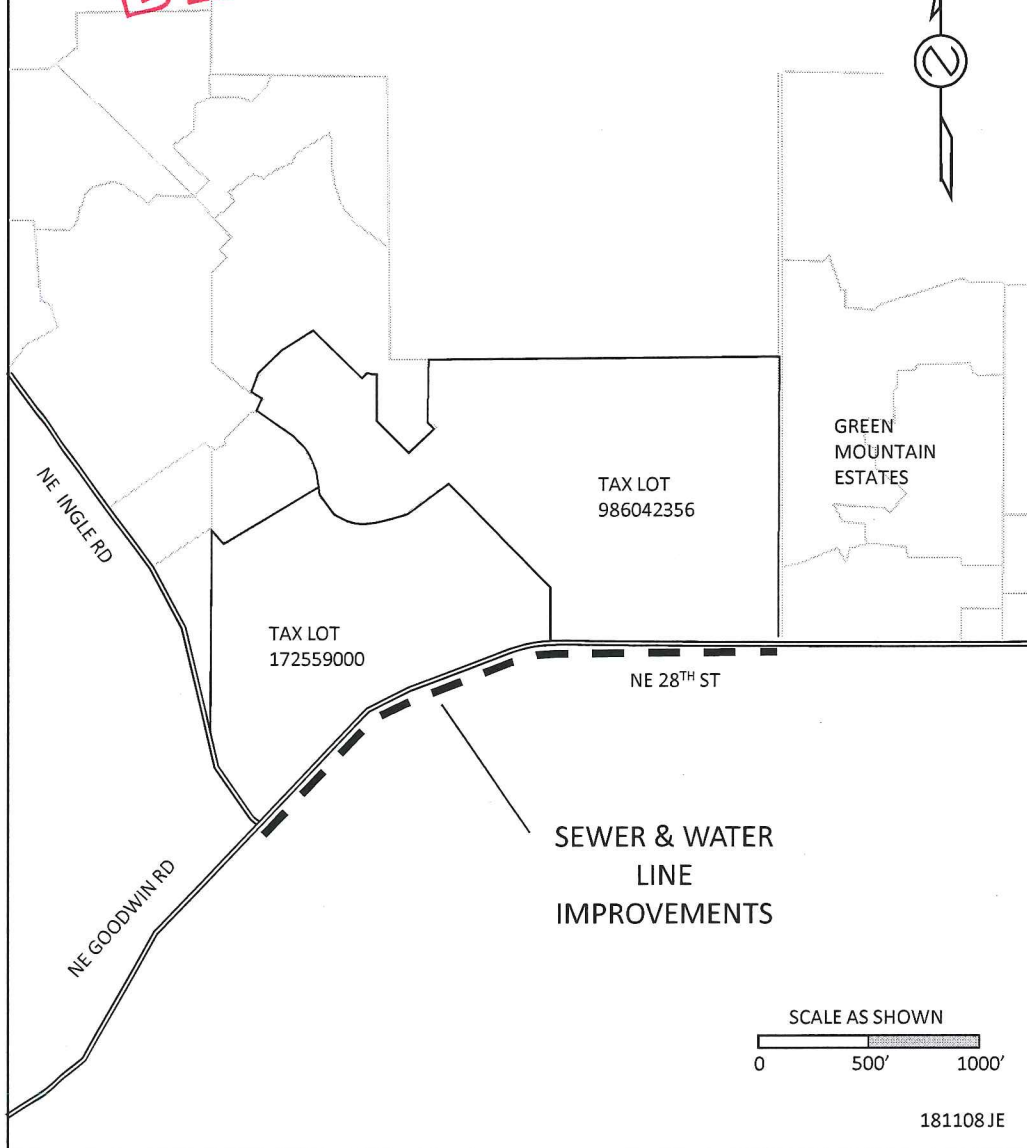 N
GREEN
MOUNTAIN
ESTATES
TAX LOT
986042356
NE INGLE RD
TAX LOT
172559000
NE 28TH ST
SEWER & WATER
LINE
IMPROVEMENTS
NE GOODWIN RD
SCALE AS SHOWN
0 500' 1000'
181108 JE